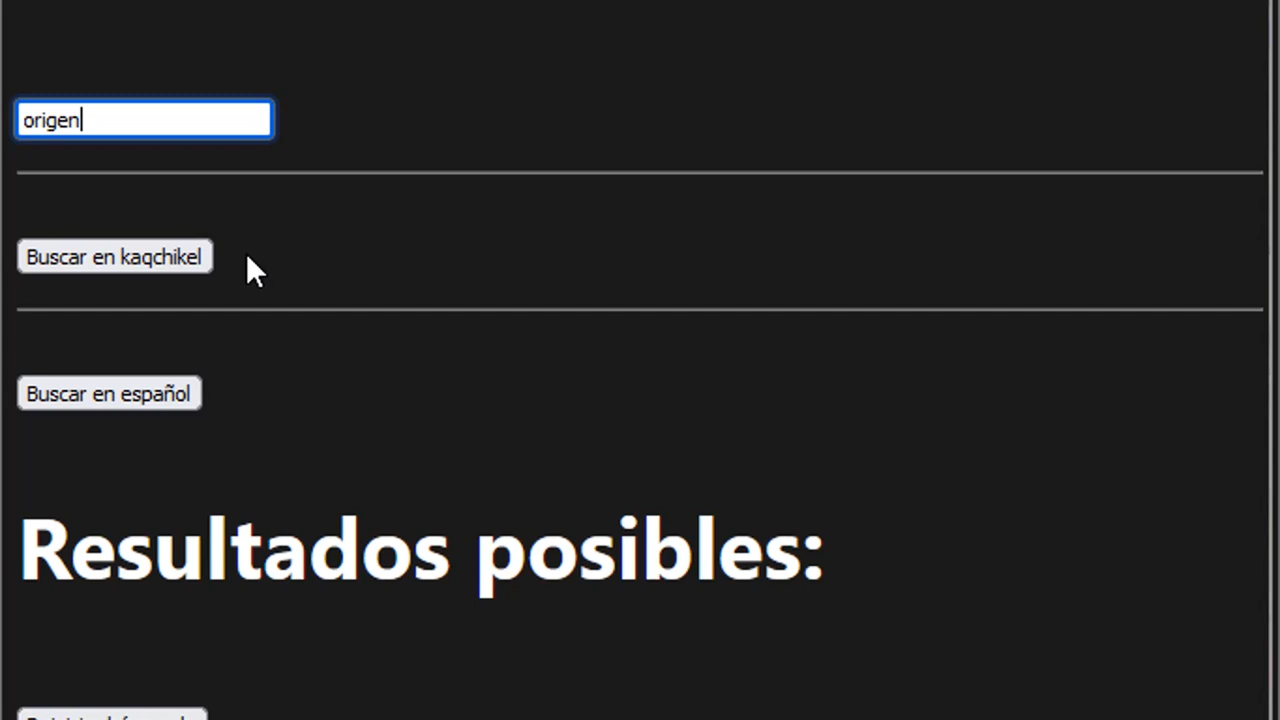 origen
Buscar en kaqchikel
Buscar en español
Resultados posibles: